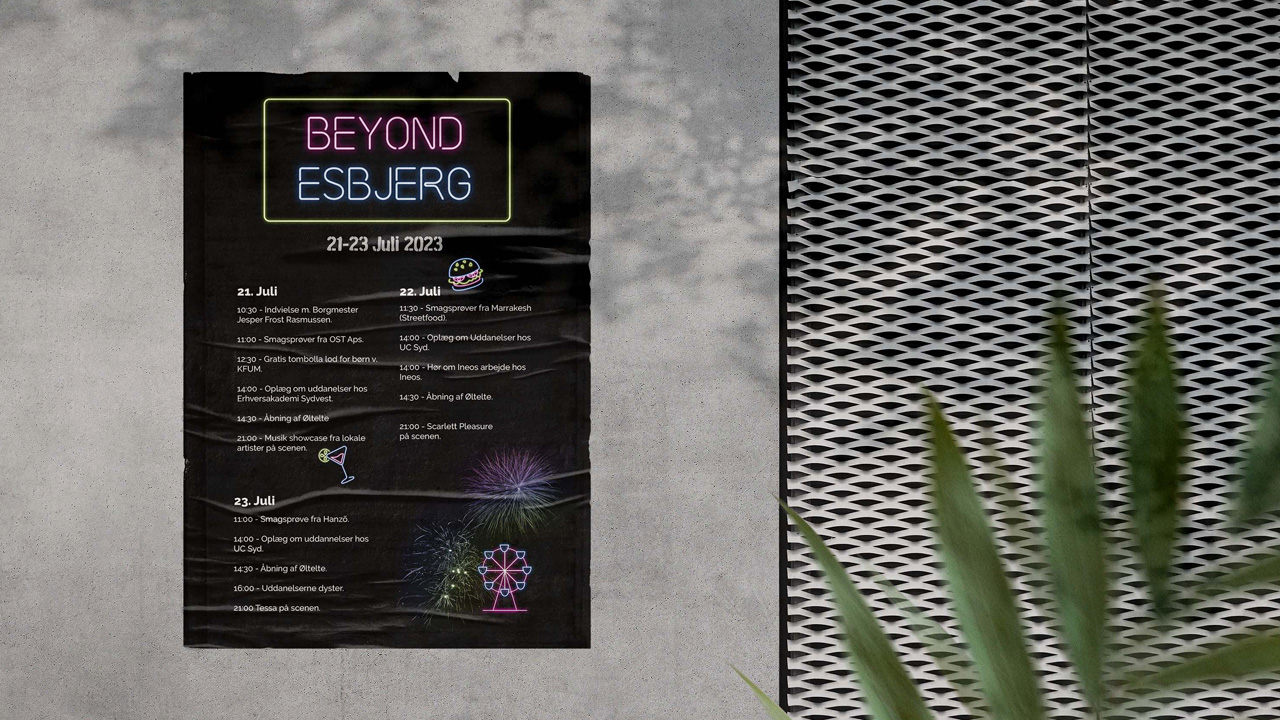 BEYOND
ESBJERG
21-23 Juli 2023
21. Juli
10:30 - Indvielse m. Borgmester
Jesper Frost Rasmussen.
11:00 - Smagsprøver fra OST Aps.
12:30 - Gratis tombolla lod for børn v.
KFUM.
14:00 - Oplæg om uddanelser hos
Erhversakademi Sydvest.
14:30 - Åbning af Øltelte
21:00 - Musik showcase fra lokale
artister på scenen.
22. Juli
11:30 - Smagsprøver fra Marrakesh
(Streetfood).
14:00 - Oplæg om Uddanelser hos
UC Syd.
14:00 - Hør om Ineos arbejde hos
Ineos.
14:30 - Åbning af Øltelte.
21:00 - Scarlett Pleasure
på scenen.
23. Juli
11:00 - Smagsprøve fra Hanzō.
14:00 - Oplæg om uddannelser hos
UC Syd.
14:30 - Åbning af Øltelte.
16:00 - Uddanelserne dyster.
21:00 Tessa på scenen.